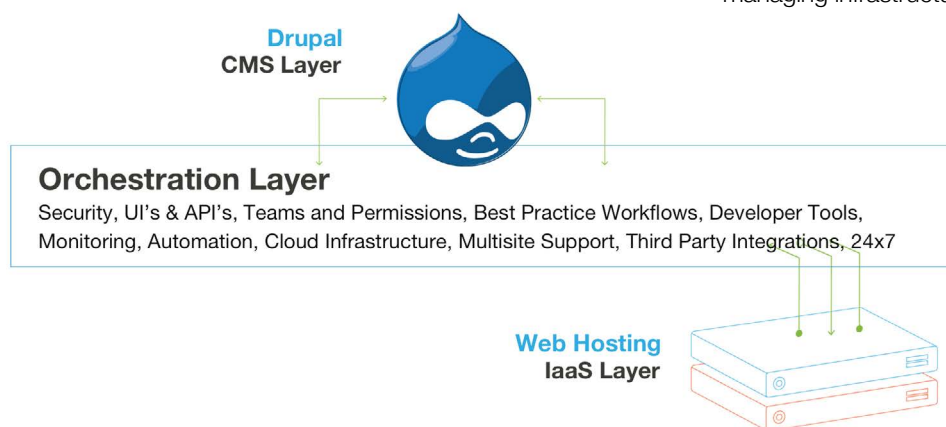 Drupal
CMS Layer
Orchestration Layer
Security, UI's & API's, Teams and Permissions, Best Practice Workflows, Developer Tools,
Monitoring, Automation, Cloud Infrastructure, Multisite Support, Third Party Integrations, 24x7
Web Hosting
IaaS Layer